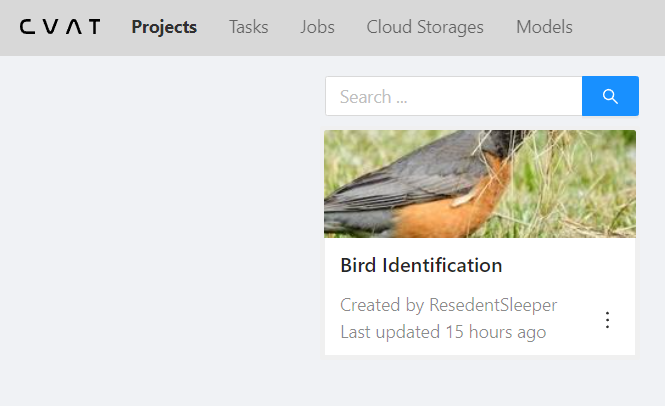 CVAT Projects Tasks Jobs Cloud Storages Models
Search ...
Bird Identification
Created by ResedentSleeper
Last updated 15 hours ago